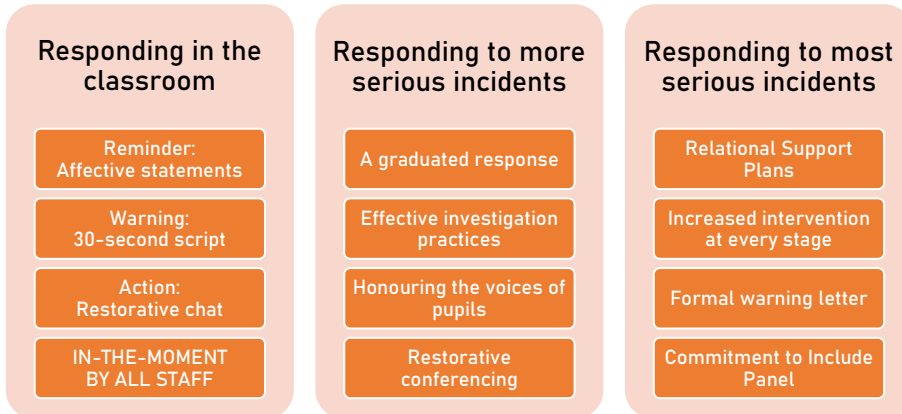 Responding in the
classroom
Reminder:
Affective statements
Warning:
30-second script
Action:
Restorative chat
IN-THE-MOMENT
BY ALL STAFF
Responding to more
serious incidents
A graduated response
Effective investigation
practices
Honouring the voices of
pupils
Restorative
conferencing
Responding to most
serious incidents
Relational Support
Plans
Increased intervention
at every stage
Formal warning letter
Commitment to Include
Panel